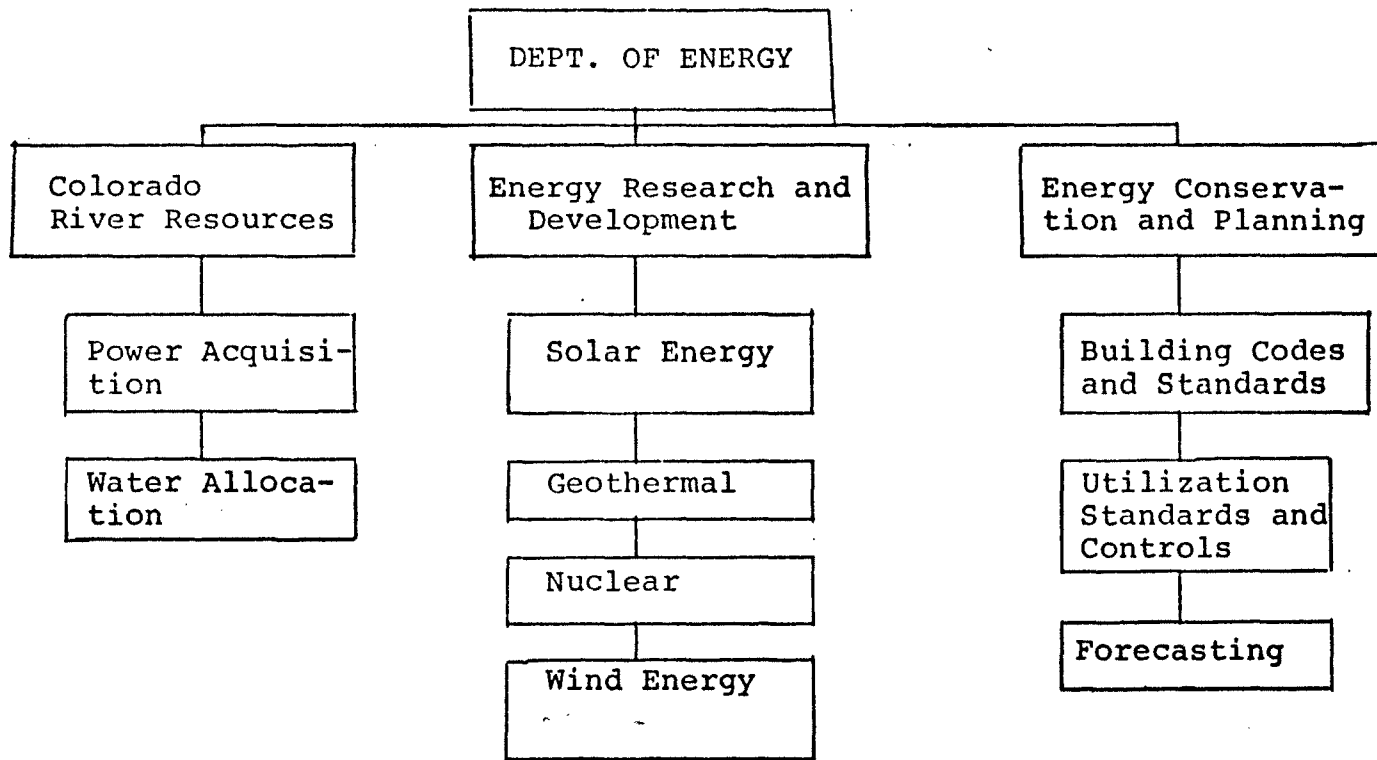 DEPT. OF ENERGY
Colorado
River Resources
Energy Research and
Development
Energy Conserva-
tion and Planning
Power Acquisi-
tion
Solar Energy
Building Codes
and Standards
Water Alloca-
tion
Geothermal
Utilization
Standards and
Controls
Nuclear
Forecasting
Wind Energy